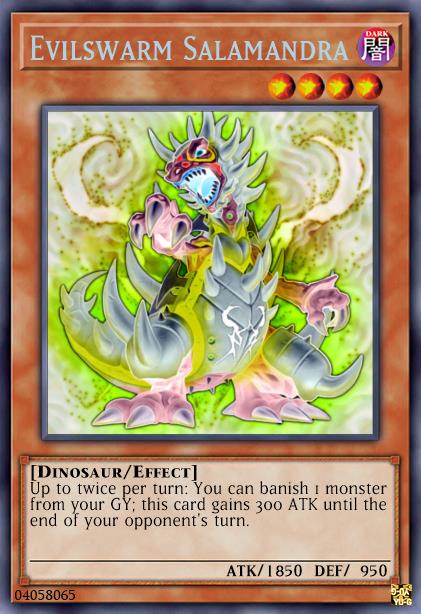 EVILSWARM SALAMANDRA
DARK
闇
[DINOSAUR/EFFECT]
Up to twice per turn: You can banish 1 monster
from your GY; this card gains 300 ATK until the
end of your opponent's turn.
ATK/1850 DEF/ 950
04058065